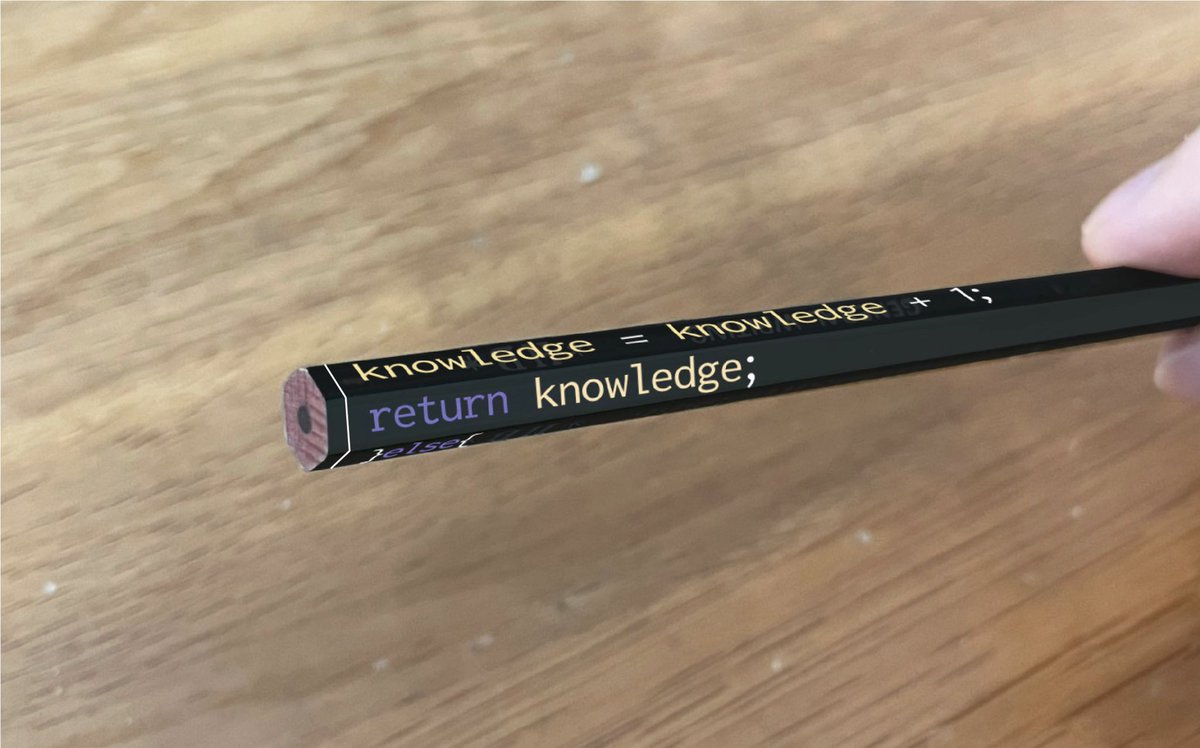 knowledge = knowledge + 1;
return knowledge;
}else{